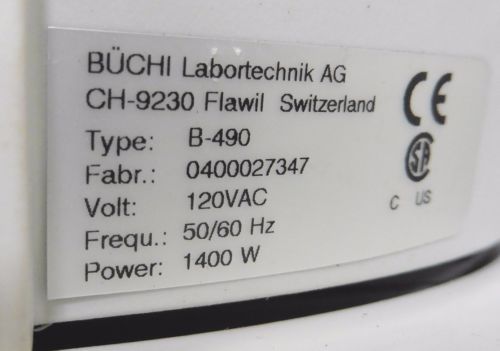 BÜCHI Labortechnik AG
CH-9230 Flawil Switzerland
CE
Type: B-490
SA
Fabr.: 0400027347
Volt: 120VAC
C US
Frequ.: 50/60 Hz
Power: 1400 W